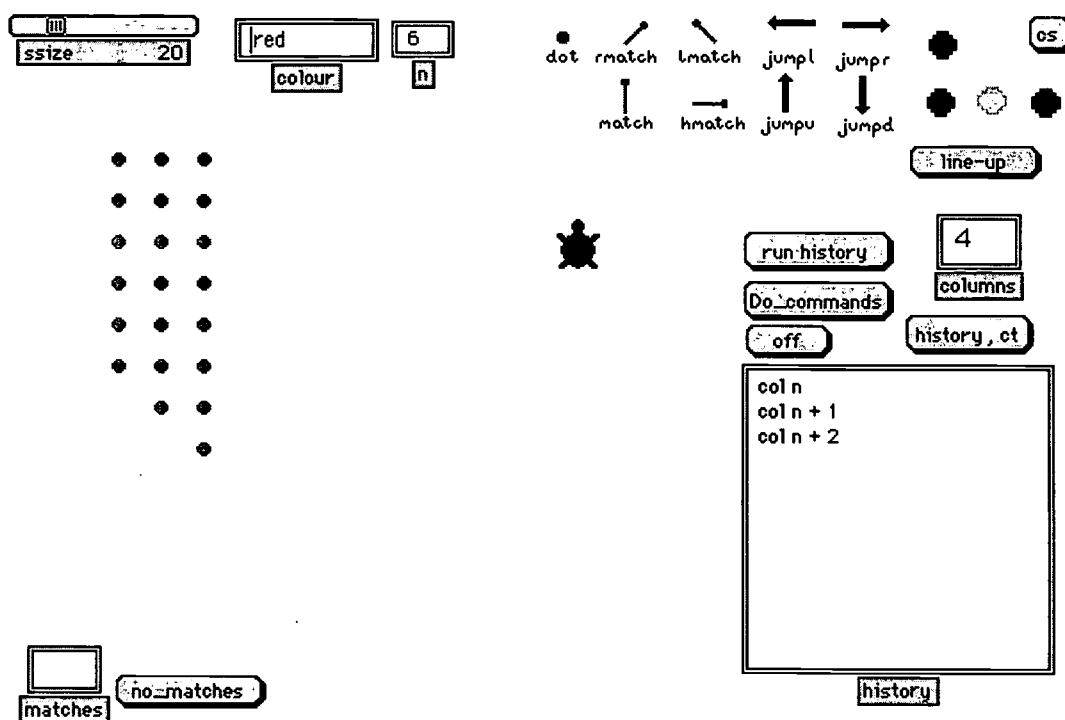 ssize 20
red
colour
6
n
dot rmatch lmatch jumpl jumpr
match hmatch jumpu jumpd
cs
line-up
run history
4
columns
Do_commands
off
history, ct
col n
col n + 1
col n + 2
history
matches
no_matches